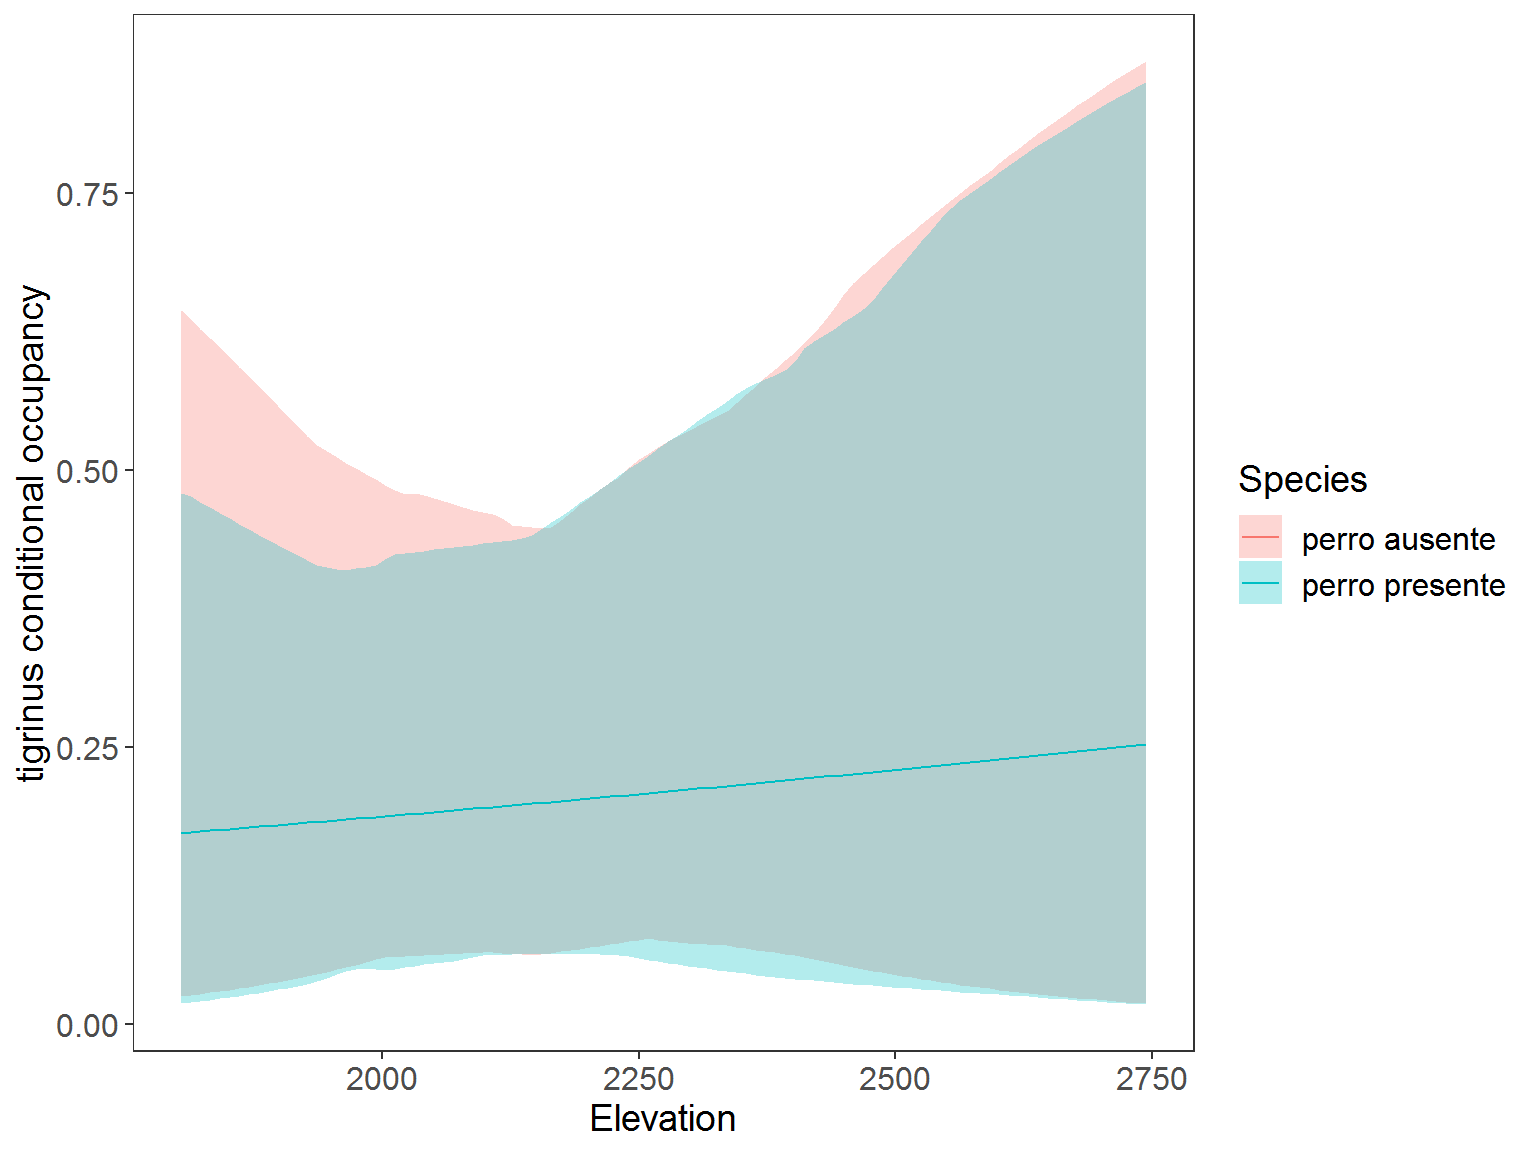 tigrinus conditional occupancy
0.75
0.50
0.25
0.00
2000 2250 2500 2750
Elevation
Species
perro ausente
perro presente